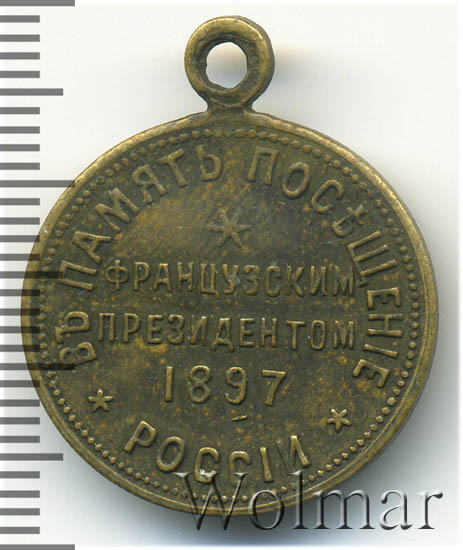 ВЪ ПАМЯТЬ ПОСѢЩЕНІЕ
ФРАНЦУЗСКИМ
ПРЕЗИДЕНТОМ
1897
РОССІИ
Wolmar